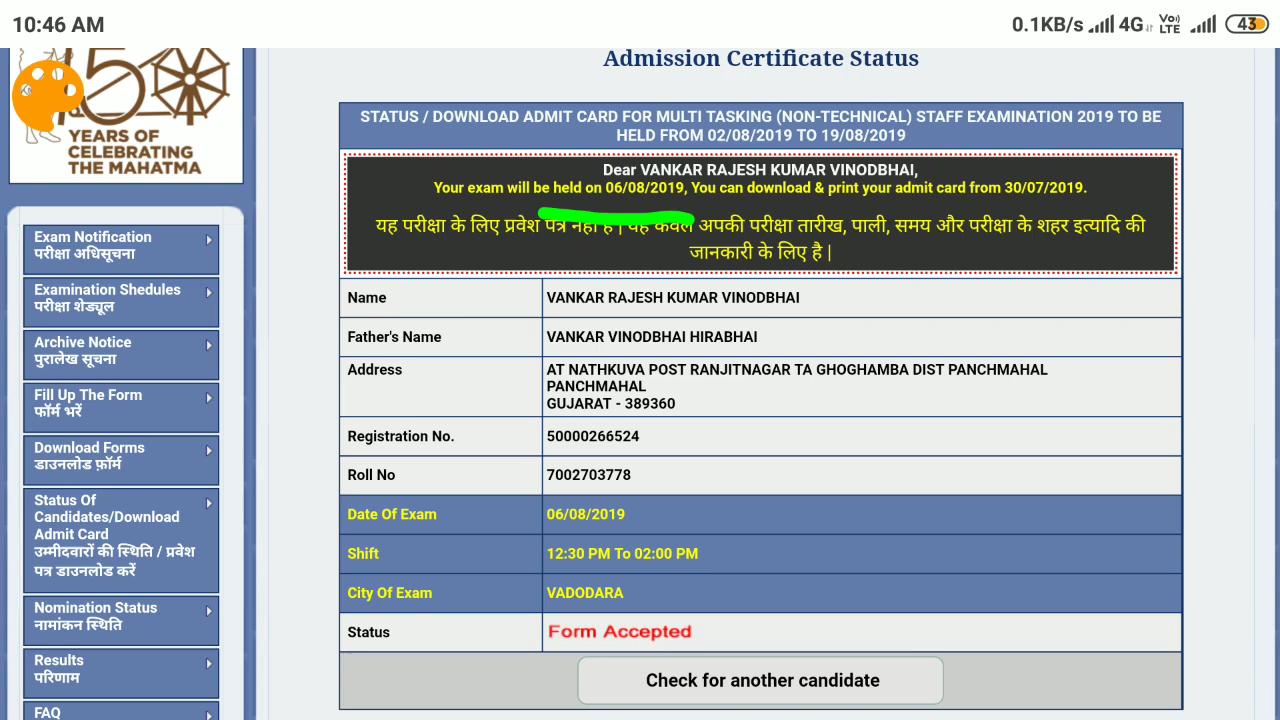 10:46 AM
0.1KB/s 4G Vo) LTE 43
Admission Certificate Status
50
YEARS OF
CELEBRATING
THE MAHATMA
Exam Notification
परीक्षा अधिसूचना
Examination Shedules
परीक्षा शेड्यूल
Archive Notice
पुरालेख सूचना
Fill Up The Form
फॉर्म भरें
Download Forms
डाउनलोड फ़ॉर्म
Status Of
Candidates/Download
Admit Card
उम्मीदवारों की स्थिति / प्रवेश
पत्र डाउनलोड करें
Nomination Status
नामांकन स्थिति
Results
परिणाम
FAQ
STATUS / DOWNLOAD ADMIT CARD FOR MULTI TASKING (NON-TECHNICAL) STAFF EXAMINATION 2019 TO BE
HELD FROM 02/08/2019 TO 19/08/2019
Dear VANKAR RAJESH KUMAR VINODBHAI,
Your exam will be held on 06/08/2019, You can download & print your admit card from 30/07/2019.
यह परीक्षा के लिए प्रवेश पत्र नहीं है | यह केवल अपकी परीक्षा तारीख, पाली, समय और परीक्षा के शहर इत्यादि की
जानकारी के लिए है |
Name VANKAR RAJESH KUMAR VINODBHAI
Father's Name VANKAR VINODBHAI HIRABHAI
Address AT NATHKUVA POST RANJITNAGAR TA GHOGHAMBA DIST PANCHMAHAL
PANCHMAHAL
GUJARAT - 389360
Registration No. 50000266524
Roll No 7002703778
Date Of Exam 06/08/2019
Shift 12:30 PM To 02:00 PM
City Of Exam VADODARA
Status Form Accepted
Check for another candidate